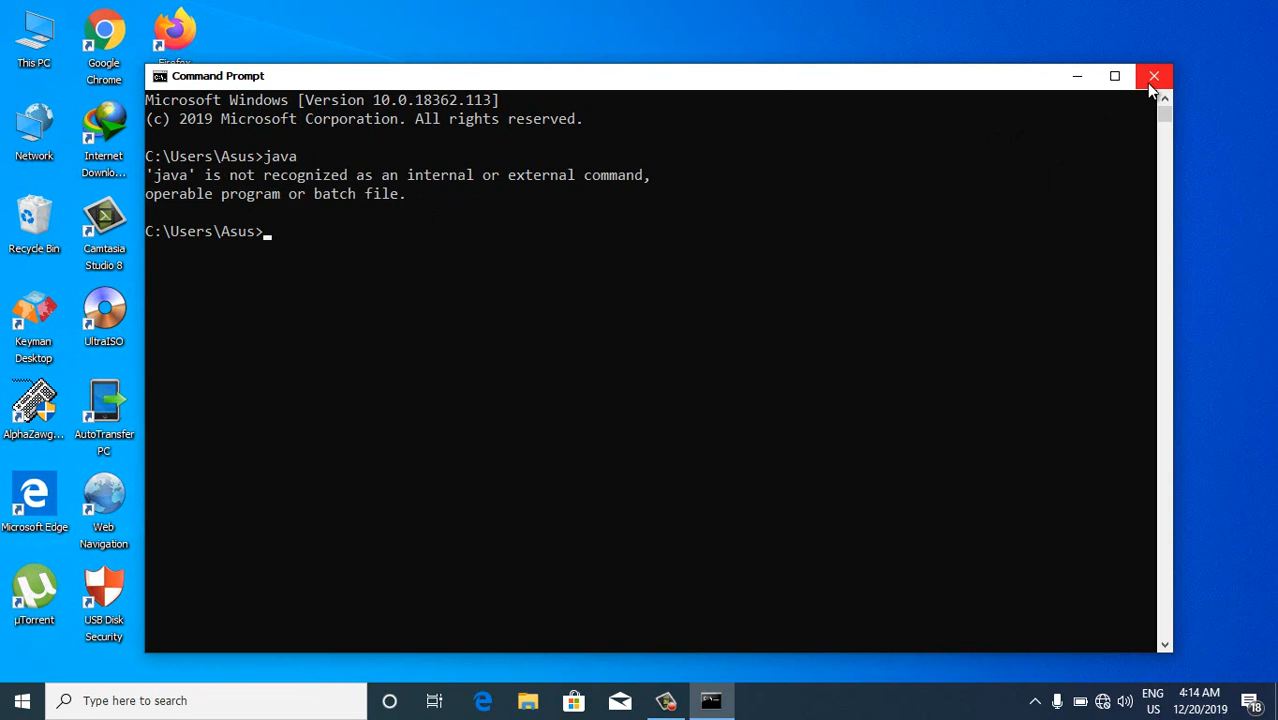 This PC
Google
Chrome
Firefox
Network
Internet
Downlo...
Recycle Bin
Camtasia
Studio 8
Keyman
Desktop
UltraISO
AlphaZawg...
AutoTransfer
PC
Microsoft Edge
Web
Navigation
µTorrent
USB Disk
Security
Command Prompt
Microsoft Windows [Version 10.0.18362.113]
(c) 2019 Microsoft Corporation. All rights reserved.
C:\Users\Asus>java
'java' is not recognized as an internal or external command,
operable program or batch file.
C:\Users\Asus>_
Type here to search
ENG
US
4:14 AM
12/20/2019
18